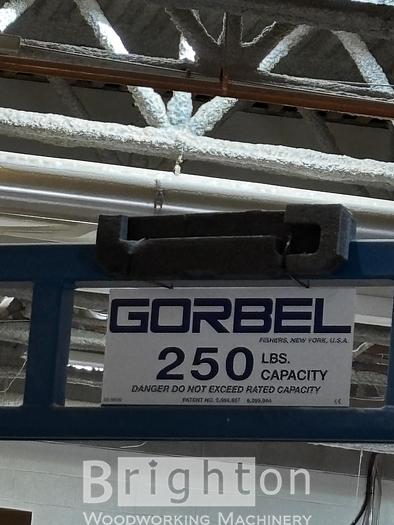 GORBEL
FISHERS, NEW YORK, U.S.A.
250 LBS. CAPACITY
DANGER DO NOT EXCEED RATED CAPACITY
Brighton
WOODWORKING MACHINERY